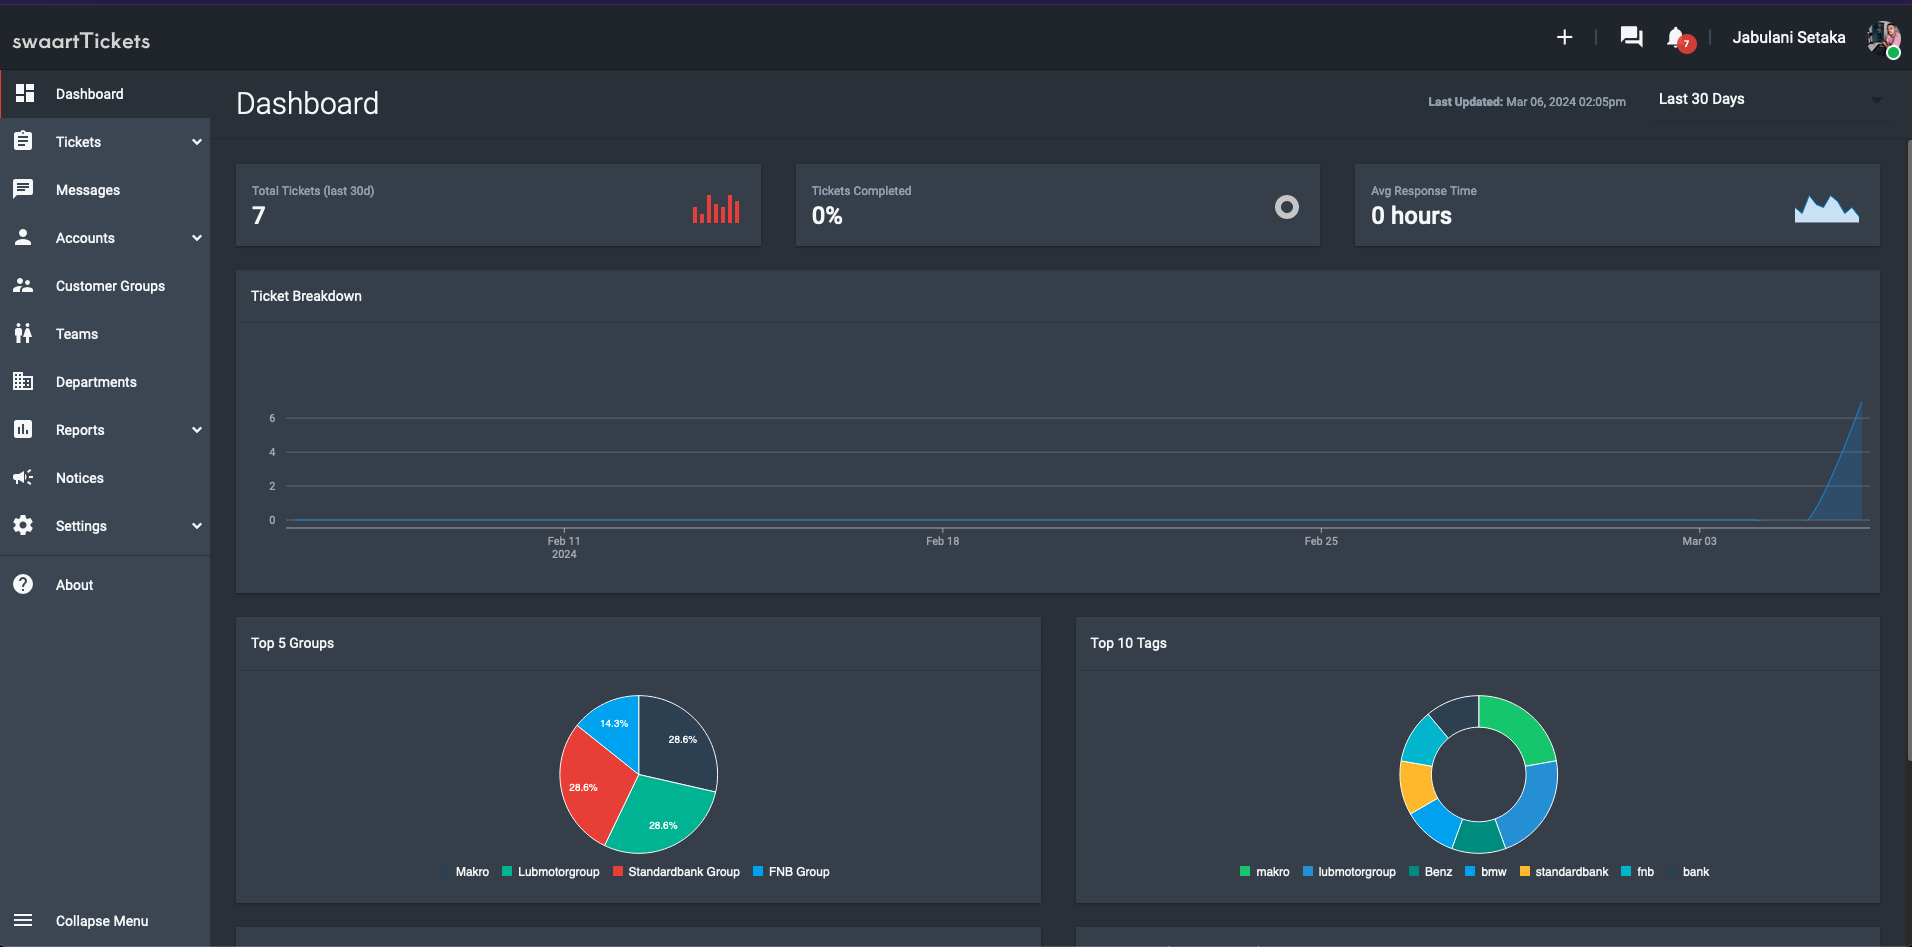 swaartTickets
7
Jabulani Setaka
Dashboard
Tickets
Messages
Accounts
Customer Groups
Teams
Departments
Reports
Notices
Settings
About
Collapse Menu
Dashboard
Last Updated: Mar 06, 2024 02:05pm
Last 30 Days
Total Tickets (last 30d)
7
Tickets Completed
0%
Avg Response Time
0 hours
Ticket Breakdown
6
4
2
0
Feb 11
2024
Feb 18
Feb 25
Mar 03
Top 5 Groups
14.3%
28.6%
28.6%
28.6%
Makro Lubmotorgroup Standardbank Group FNB Group
Top 10 Tags
makro lubmotorgroup Benz bmw standardbank fnb bank